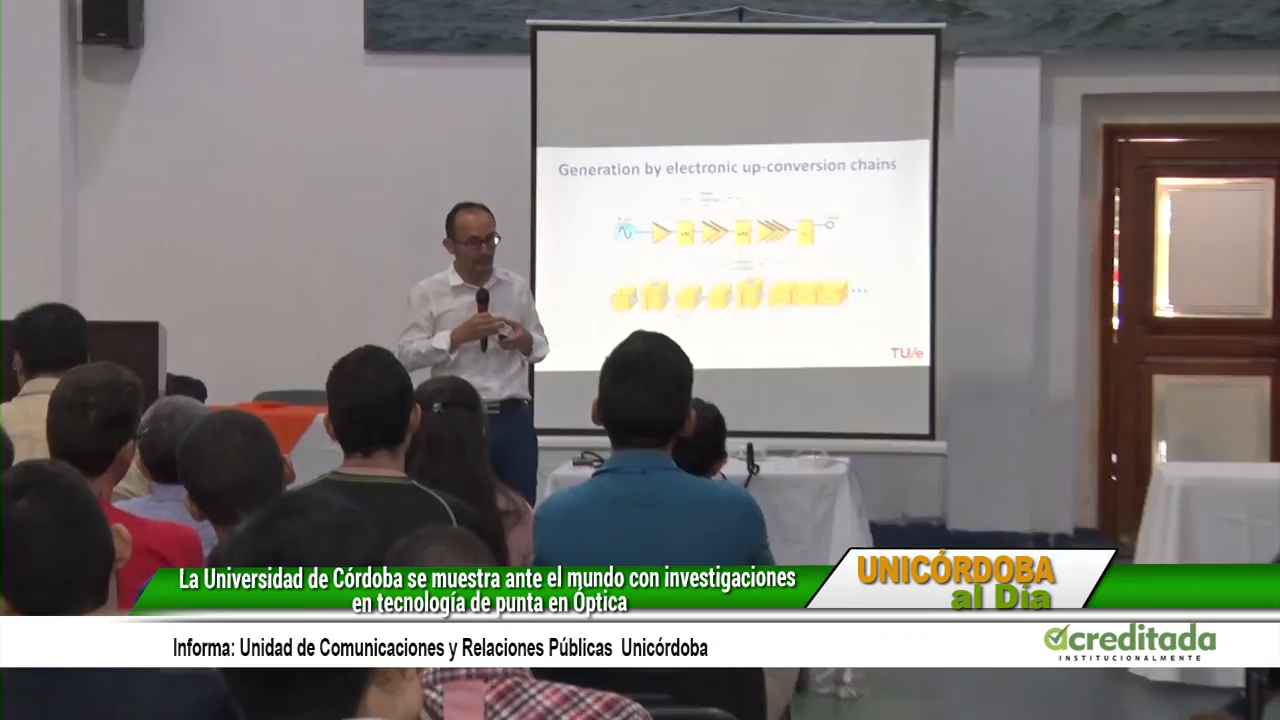 Generation by electronic up-conversion chains
TU/e
La Universidad de Córdoba se muestra ante el mundo con investigaciones
en tecnología de punta en Óptica
UNICÓRDOBA
al Día
Informa: Unidad de Comunicaciones y Relaciones Públicas Unicórdoba
acreditada
INSTITUCIONALMENTE